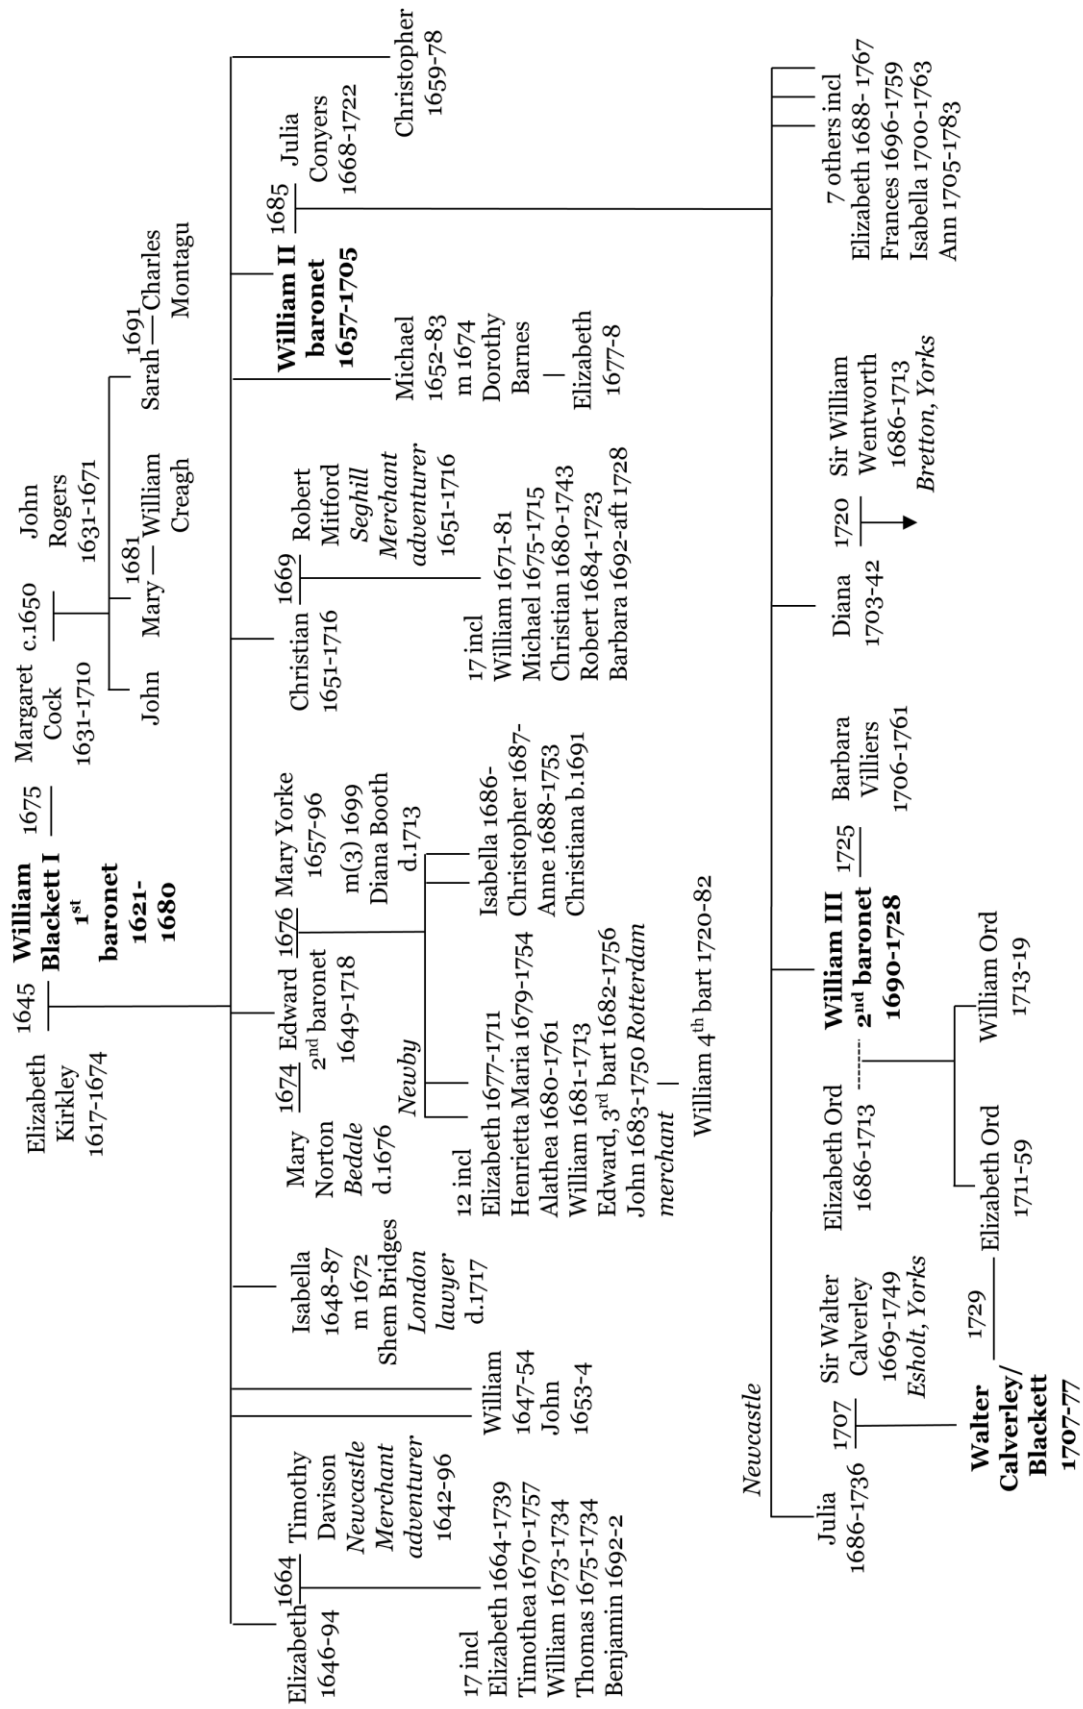 Elizabeth
Kirkley
1617-1674
1645
William
Blackett I
1st
baronet
1621-
1680
1675
Margaret
Cock
1631-1710
c.1650
John
Rogers
1631-1671
John
Mary
1681
William
Creagh
Sarah
1691
Charles
Montagu
Elizabeth
1646-94
1664
Timothy
Davison
Newcastle
Merchant
adventurer
1642-96
17 incl
Elizabeth 1664-1739
Timothea 1670-1757
William 1673-1734
Thomas 1675-1734
Benjamin 1692-2
William
1647-54
John
1653-4
Isabella
1648-87
m 1672
Shem Bridges
London
lawyer
d.1717
Mary
Norton
Bedale
d.1676
1674
Edward
2nd baronet
1649-1718
1676
Mary Yorke
1657-96
m(3) 1699
Diana Booth
d.1713
Newby
12 incl
Elizabeth 1677-1711
Henrietta Maria 1679-1754
Alathea 1680-1761
William 1681-1713
Edward, 3rd bart 1682-1756
John 1683-1750 Rotterdam
merchant
William 4th bart 1720-82
Isabella 1686-
Christopher 1687-
Anne 1688-1753
Christiana b.1691
Christian
1651-1716
1669
Robert
Mitford
Seghill
Merchant
adventurer
1651-1716
17 incl
William 1671-81
Michael 1675-1715
Christian 1680-1743
Robert 1684-1723
Barbara 1692-aft 1728
Michael
1652-83
m 1674
Dorothy
Barnes
Elizabeth
1677-8
William II
baronet
1657-1705
1685
Julia
Conyers
1668-1722
Christopher
1659-78
Newcastle
Julia
1686-1736
1707
Sir Walter
Calverley
1669-1749
Esholt, Yorks
Walter
Calverley/
Blackett
1707-77
1729
Elizabeth Ord
1711-59
Elizabeth Ord
1686-1713
William III
2nd baronet
1690-1728
William Ord
1713-19
1725
Barbara
Villiers
1706-1761
Diana
1703-42
1720
Sir William
Wentworth
1686-1713
Bretton, Yorks
7 others incl
Elizabeth 1688- 1767
Frances 1696-1759
Isabella 1700-1763
Ann 1705-1783